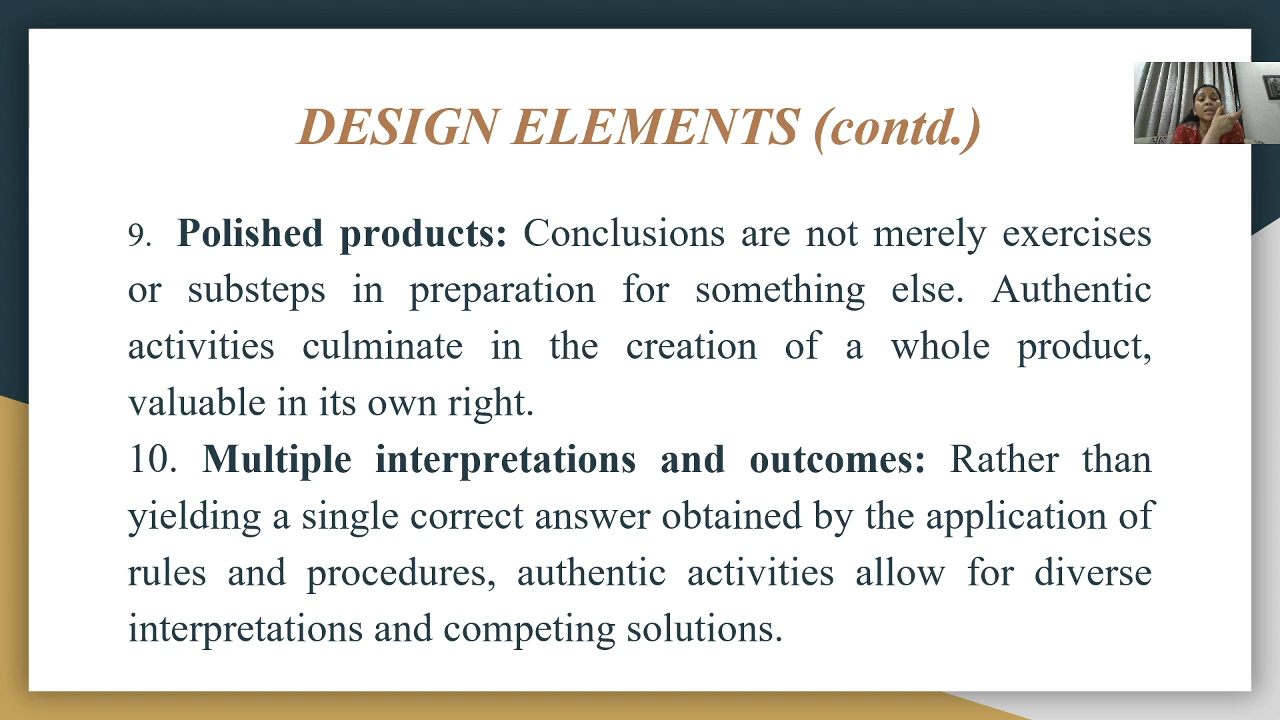 DESIGN ELEMENTS (contd.)
9. Polished products: Conclusions are not merely exercises
or substeps in preparation for something else. Authentic
activities culminate in the creation of a whole product,
valuable in its own right.
10. Multiple interpretations and outcomes: Rather than
yielding a single correct answer obtained by the application of
rules and procedures, authentic activities allow for diverse
interpretations and competing solutions.